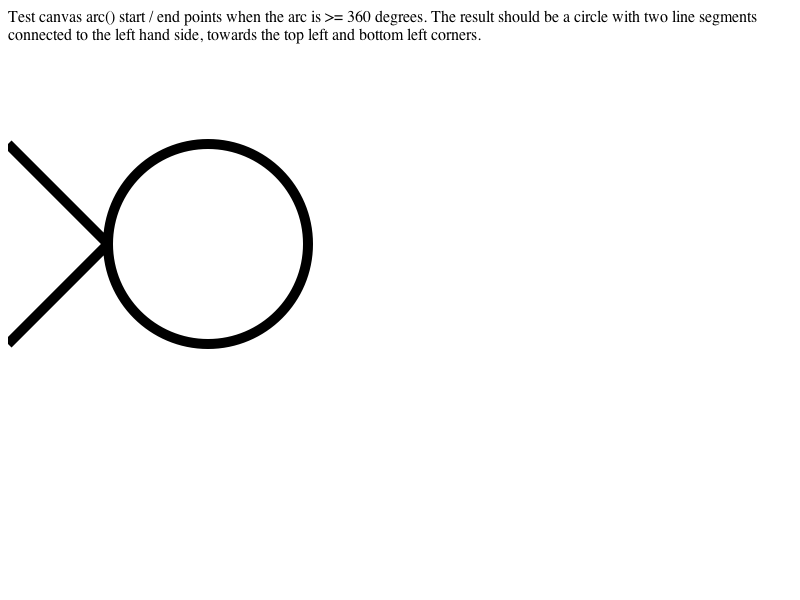 Test canvas arc() start / end points when the arc is >= 360 degrees. The result should be a circle with two line segments
connected to the left hand side, towards the top left and bottom left corners.